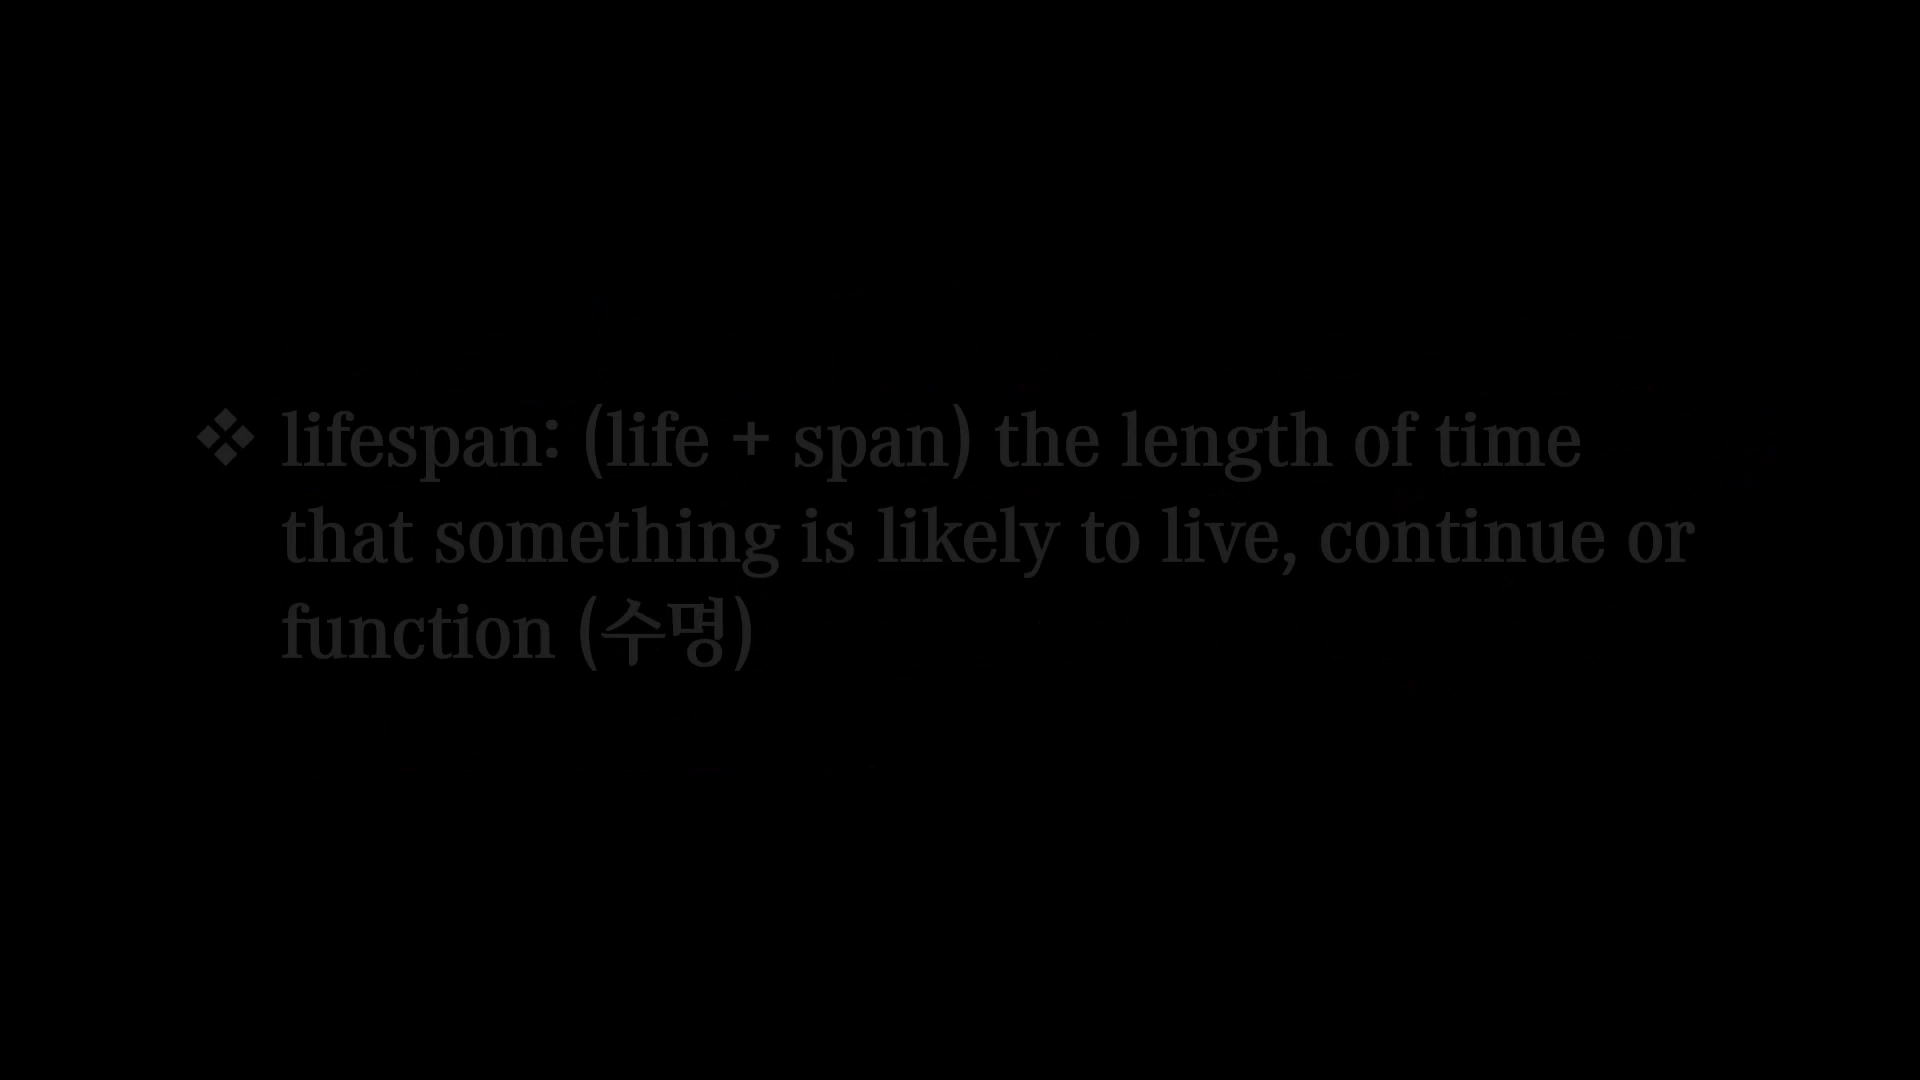 ❖ lifespan: (life + span) the length of time
that something is likely to live, continue or
function (수명)